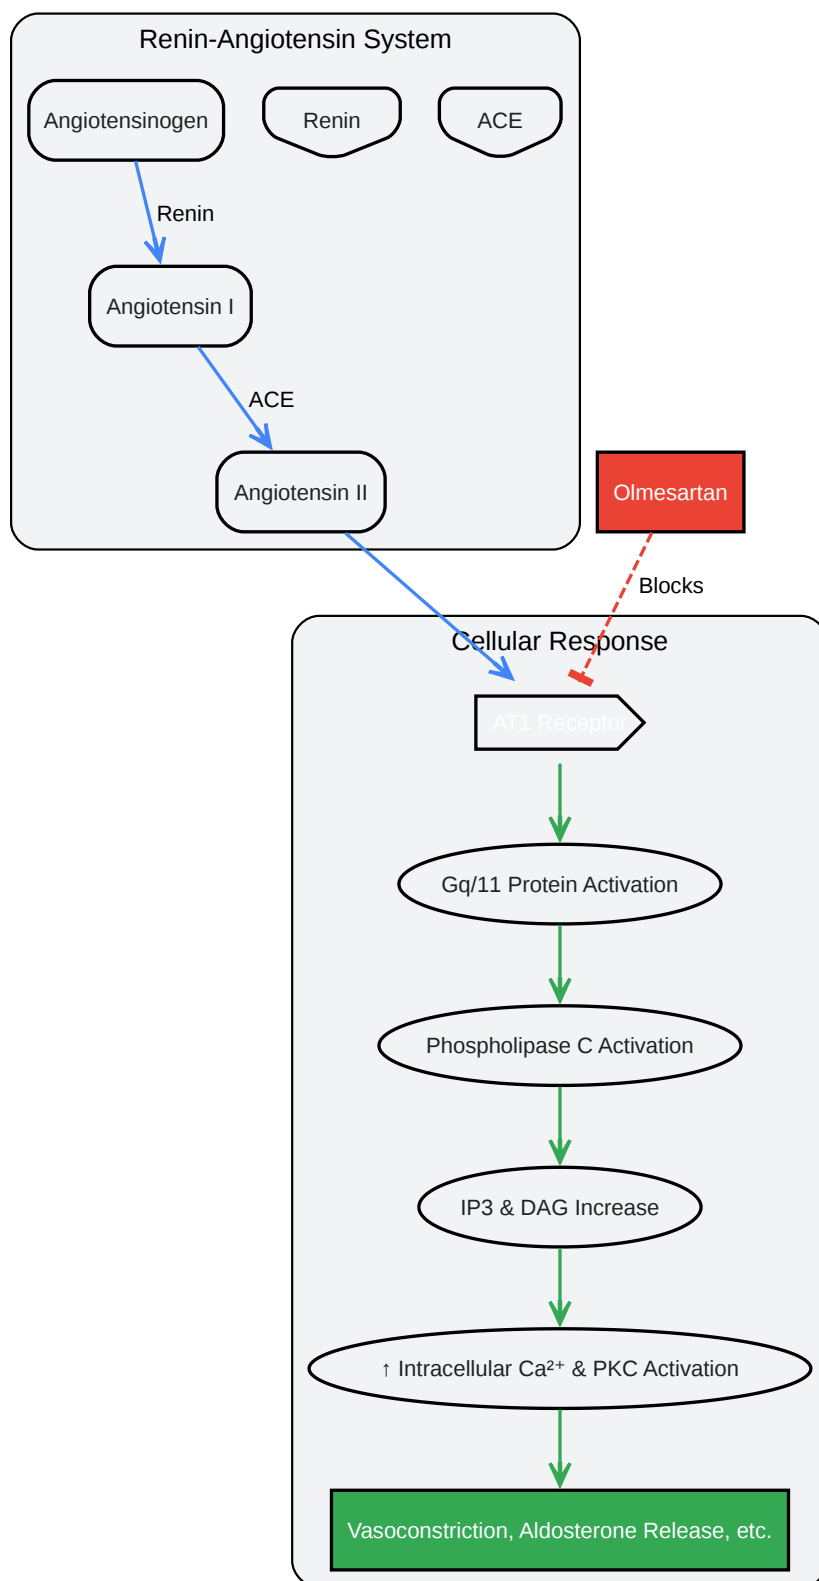 Renin-Angiotensin System
Angiotensinogen
Renin
ACE
Renin
Angiotensin I
ACE
Angiotensin II
Olmesartan
Blocks
Cellular Response
AT1 Receptor
Gq/11 Protein Activation
Phospholipase C Activation
IP3 & DAG Increase
↑ Intracellular Ca²⁺ & PKC Activation
Vasoconstriction, Aldosterone Release, etc.